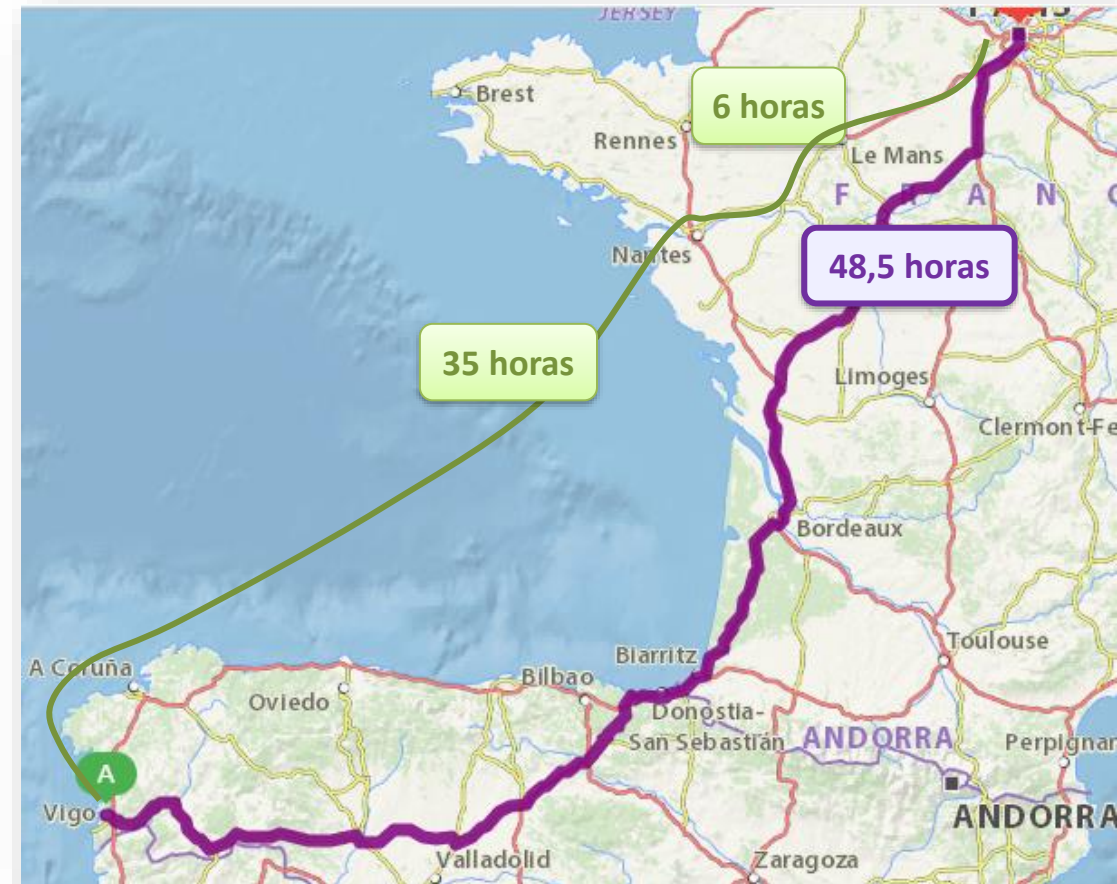 JERSEY
Brest
6 horas
Rennes
Le Mans
F R A N C
Nantes
48,5 horas
35 horas
Limoges
Clermont-Fe
Bordeaux
Toulouse
A Coruña
Biarritz
Bilbao
Oviedo
Donostia-
San Sebastián
ANDORRA
Perpignan
A
Vigo
ANDORRA
Valladolid
Zaragoza